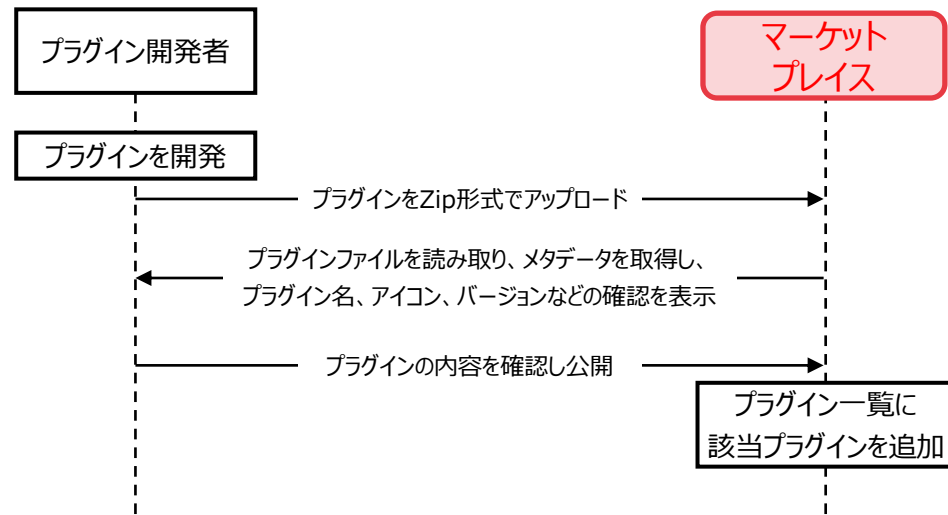 プラグイン開発者
マーケット
プレイス
プラグインを開発
プラグインをZip形式でアップロード
プラグインファイルを読み取り、メタデータを取得し、
プラグイン名、アイコン、バージョンなどの確認を表示
プラグインの内容を確認し公開
プラグイン一覧に
該当プラグインを追加